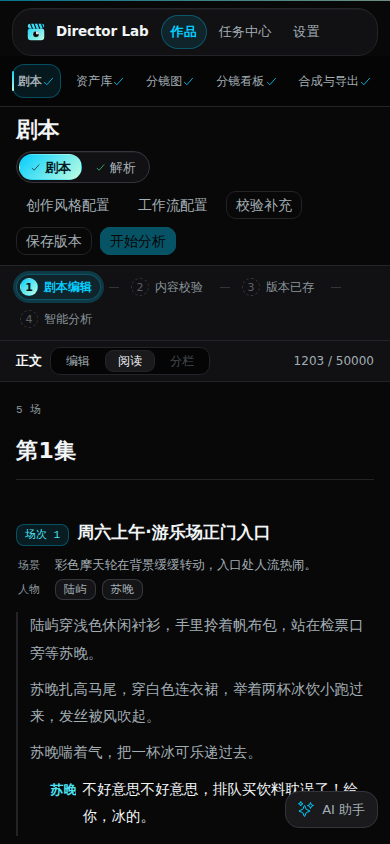 Director Lab 作品 任务中心 设置
剧本 资产库 分镜图 分镜看板 合成与导出
剧本
剧本 解析
创作风格配置 工作流配置 校验补充
保存版本 开始分析
1 剧本编辑 — 2 内容校验 — 3 版本已存 —
4 智能分析
正文 编辑 阅读 分栏 1203 / 50000
5 场
第1集
场次 1 周六上午·游乐场正门入口
场景 彩色摩天轮在背景缓缓转动，入口处人流热闹。
人物 陆屿 苏晚
陆屿穿浅色休闲衬衫，手里拎着帆布包，站在检票口
旁等苏晚。
苏晚扎高马尾，穿白色连衣裙，举着两杯冰饮小跑过
来，发丝被风吹起。
苏晚喘着气，把一杯冰可乐递过去。
苏晚 不好意思不好意思，排队买饮料耽误了！给
你，冰的。
AI 助手